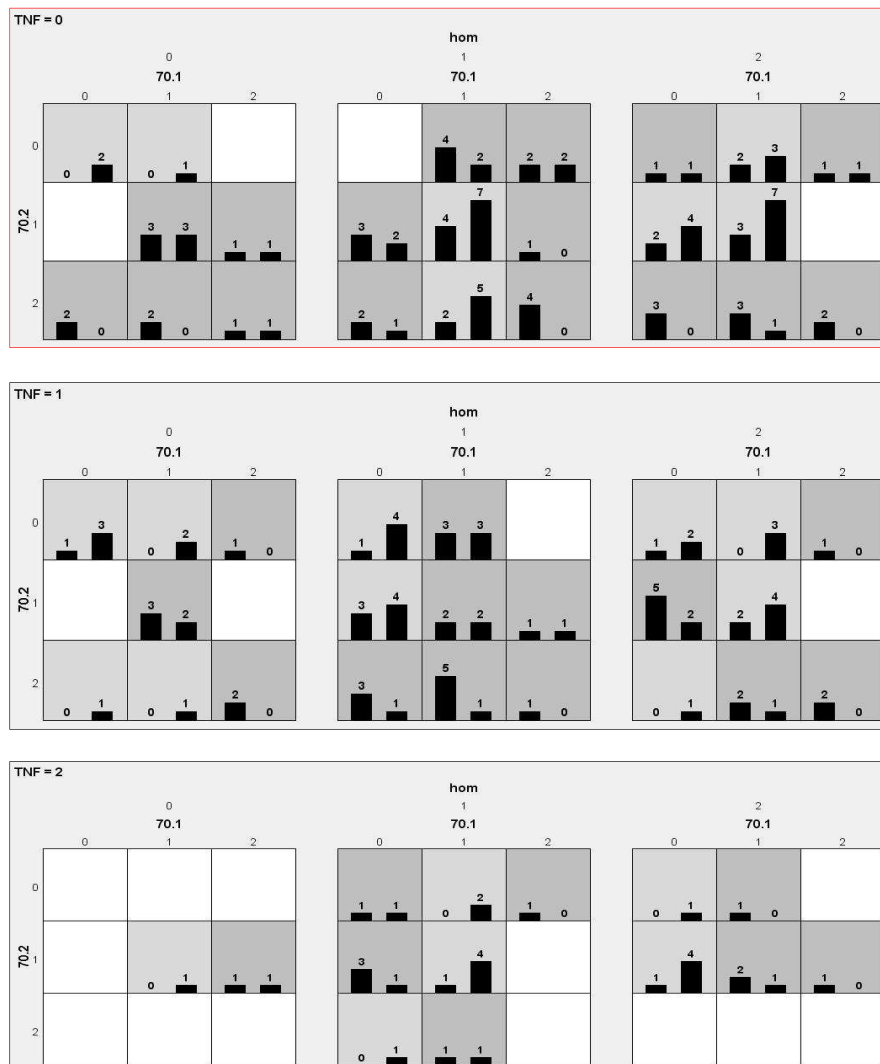 TNF = 0
hom
0 1 2
70.1 70.1 70.1
0 1 2 0 1 2 0 1 2
0
0 2 0 1 4 2 2 2 1 1 2 3 1 1
70.2
1
3 3 1 1 3 2 4 7 1 0 2 4 3 7
2
2 0 2 0 1 1 2 1 2 5 4 0 3 0 3 1 2 0
TNF = 1
hom
0 1 2
70.1 70.1 70.1
0 1 2 0 1 2 0 1 2
0
1 3 0 2 1 0 1 4 3 3 1 2 0 3 1 0
70.2
1
3 2 3 4 2 2 1 1 5 2 2 4
2
0 1 0 1 2 0 3 1 5 1 1 0 0 1 2 1 2 0
TNF = 2
hom
0 1 2
70.1 70.1 70.1
0 1 2 0 1 2 0 1 2
0
1 1 0 2 1 0 0 1 1 0
70.2
1
0 1 1 1 3 1 1 4 1 4 2 1 1 0
2
0 1 1 1